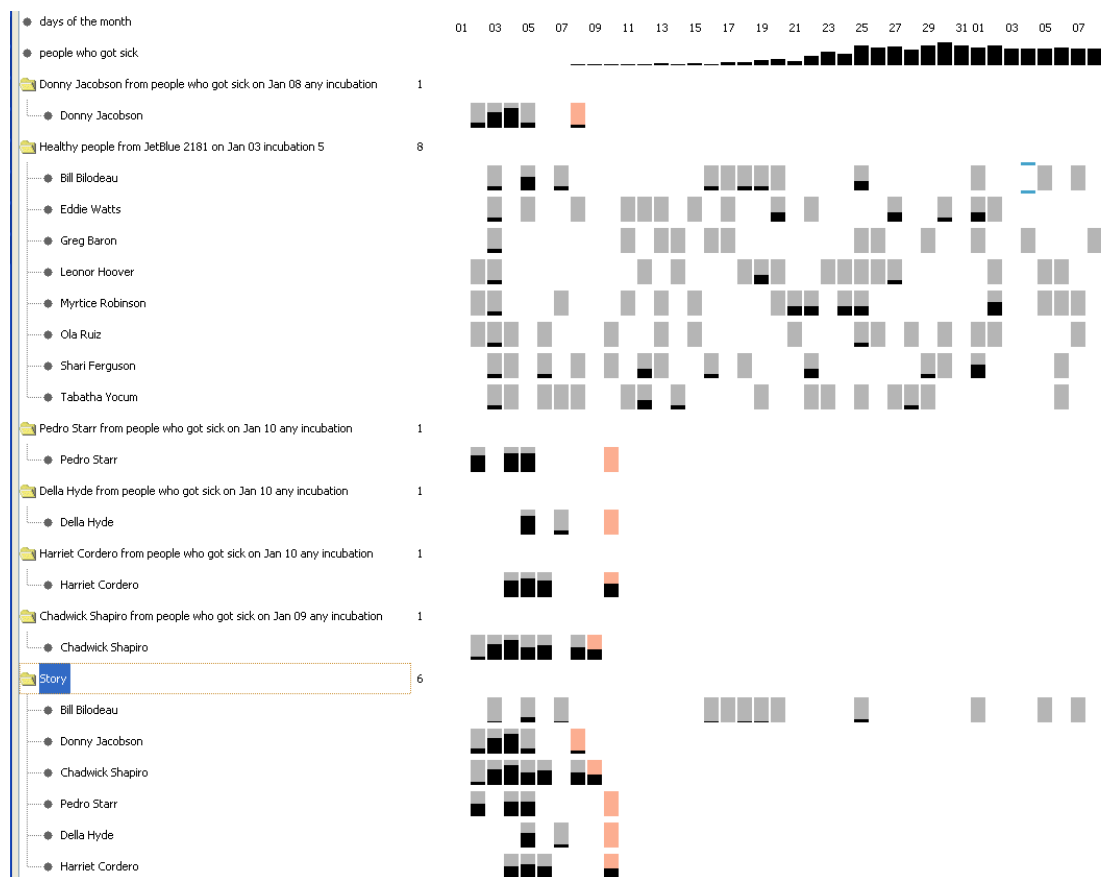 days of the month 01 03 05 07 09 11 13 15 17 19 21 23 25 27 29 31 01 03 05 07
people who got sick
Donny Jacobson from people who got sick on Jan 08 any incubation 1
Donny Jacobson
Healthy people from JetBlue 2181 on Jan 03 incubation 5 8
Bill Bilodeau
Eddie Watts
Greg Baron
Leonor Hoover
Myrtice Robinson
Ola Ruiz
Shari Ferguson
Tabatha Yocum
Pedro Starr from people who got sick on Jan 10 any incubation 1
Pedro Starr
Della Hyde from people who got sick on Jan 10 any incubation 1
Della Hyde
Harriet Cordero from people who got sick on Jan 10 any incubation 1
Harriet Cordero
Chadwick Shapiro from people who got sick on Jan 09 any incubation 1
Chadwick Shapiro
Story 6
Bill Bilodeau
Donny Jacobson
Chadwick Shapiro
Pedro Starr
Della Hyde
Harriet Cordero